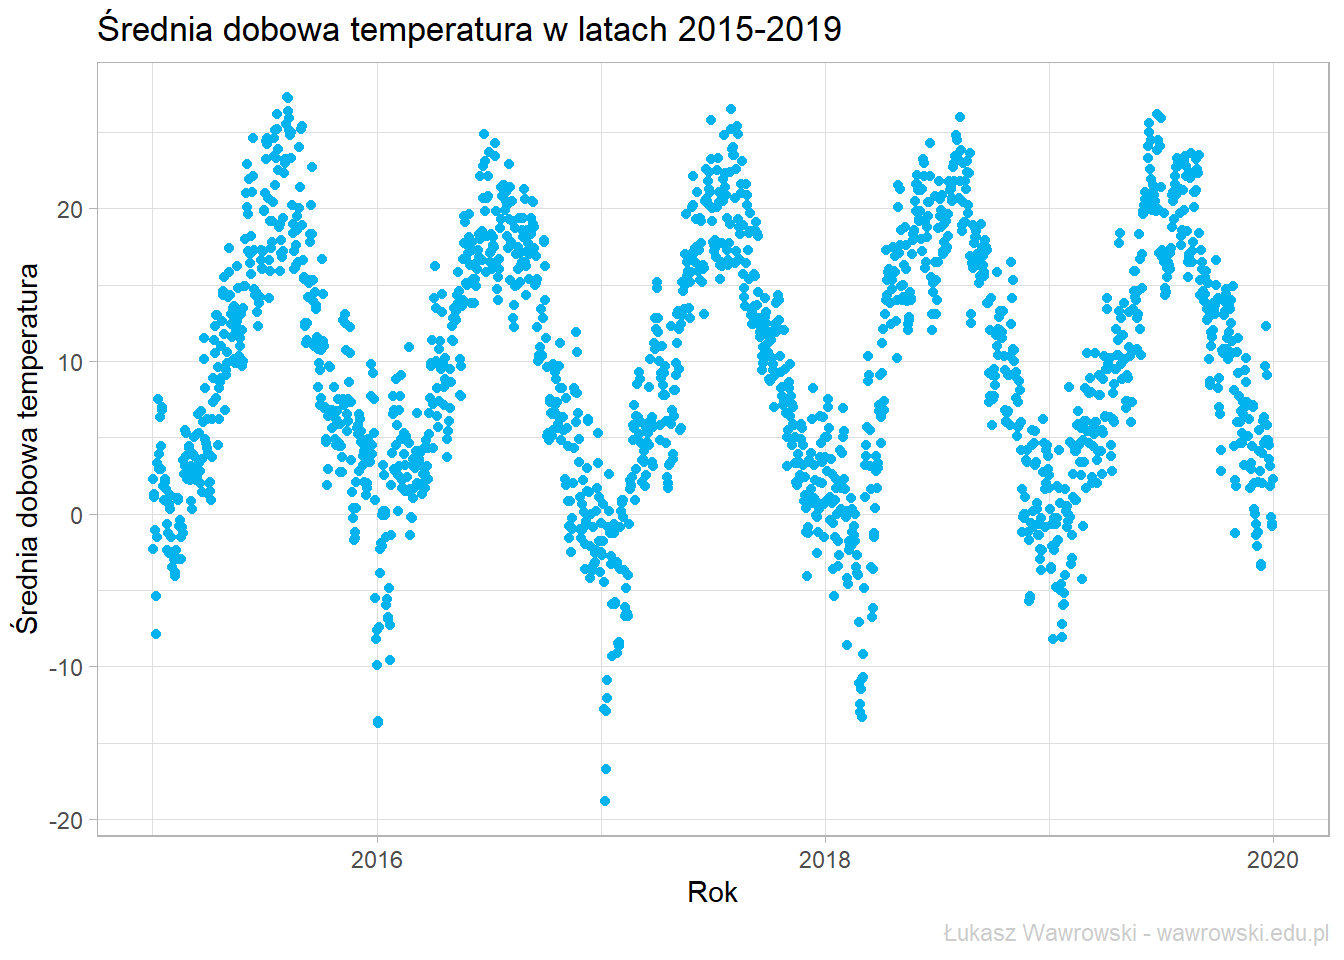 Średnia dobowa temperatura w latach 2015-2019
Średnia dobowa temperatura
20
10
0
-10
-20
2016
2018
2020
Rok
Łukasz Wawrowski - wawrowski.edu.pl